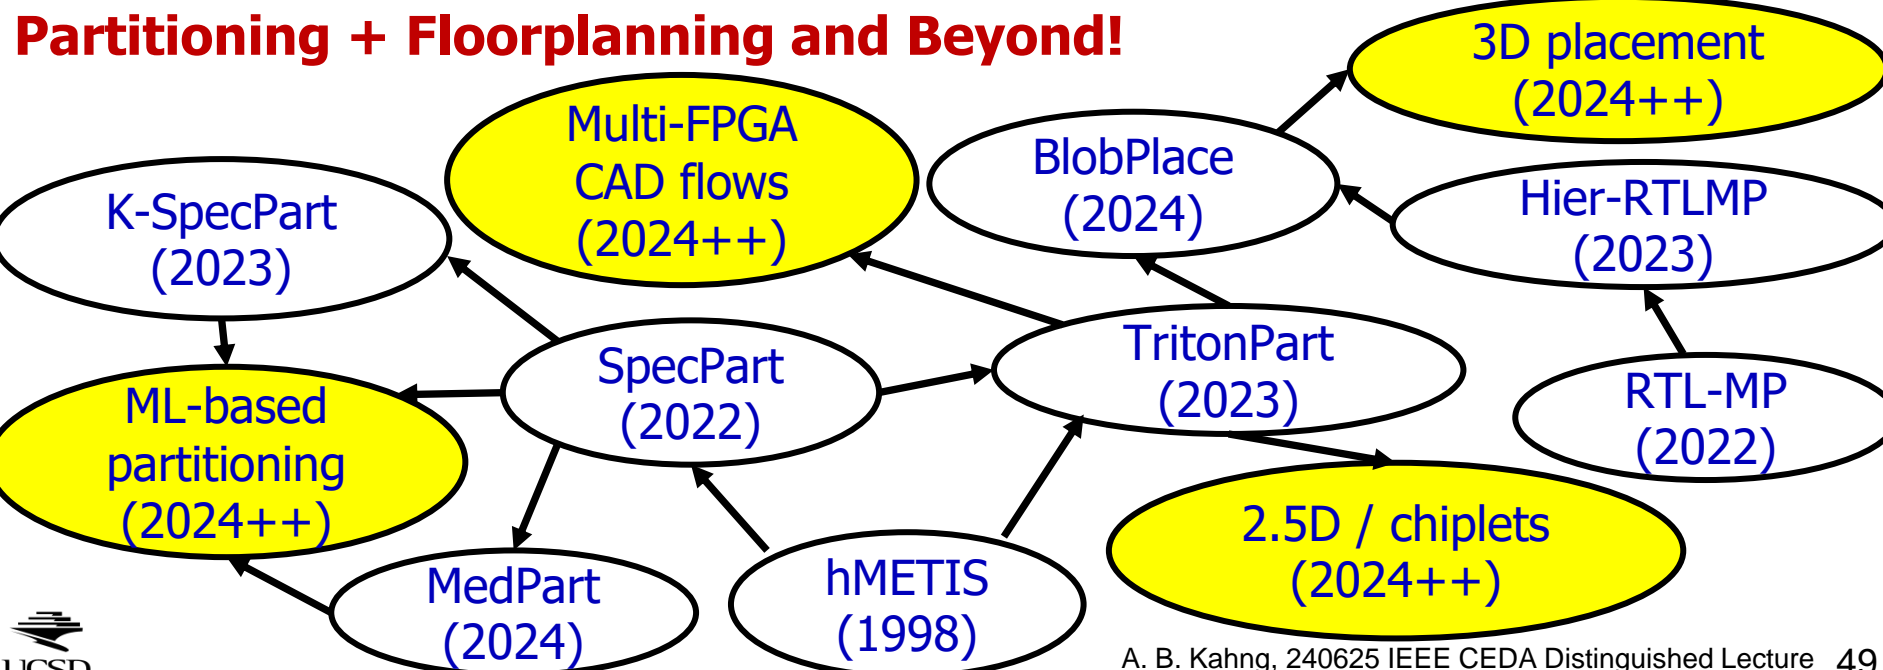 Partitioning + Floorplanning and Beyond!
3D placement
(2024++)
Multi-FPGA
CAD flows
(2024++)
BlobPlace
(2024)
K-SpecPart
(2023)
Hier-RTLMP
(2023)
SpecPart
(2022)
TritonPart
(2023)
RTL-MP
(2022)
ML-based
partitioning
(2024++)
2.5D / chiplets
(2024++)
MedPart
(2024)
hMETIS
(1998)
UCSD
A. B. Kahng, 240625 IEEE CEDA Distinguished Lecture 49